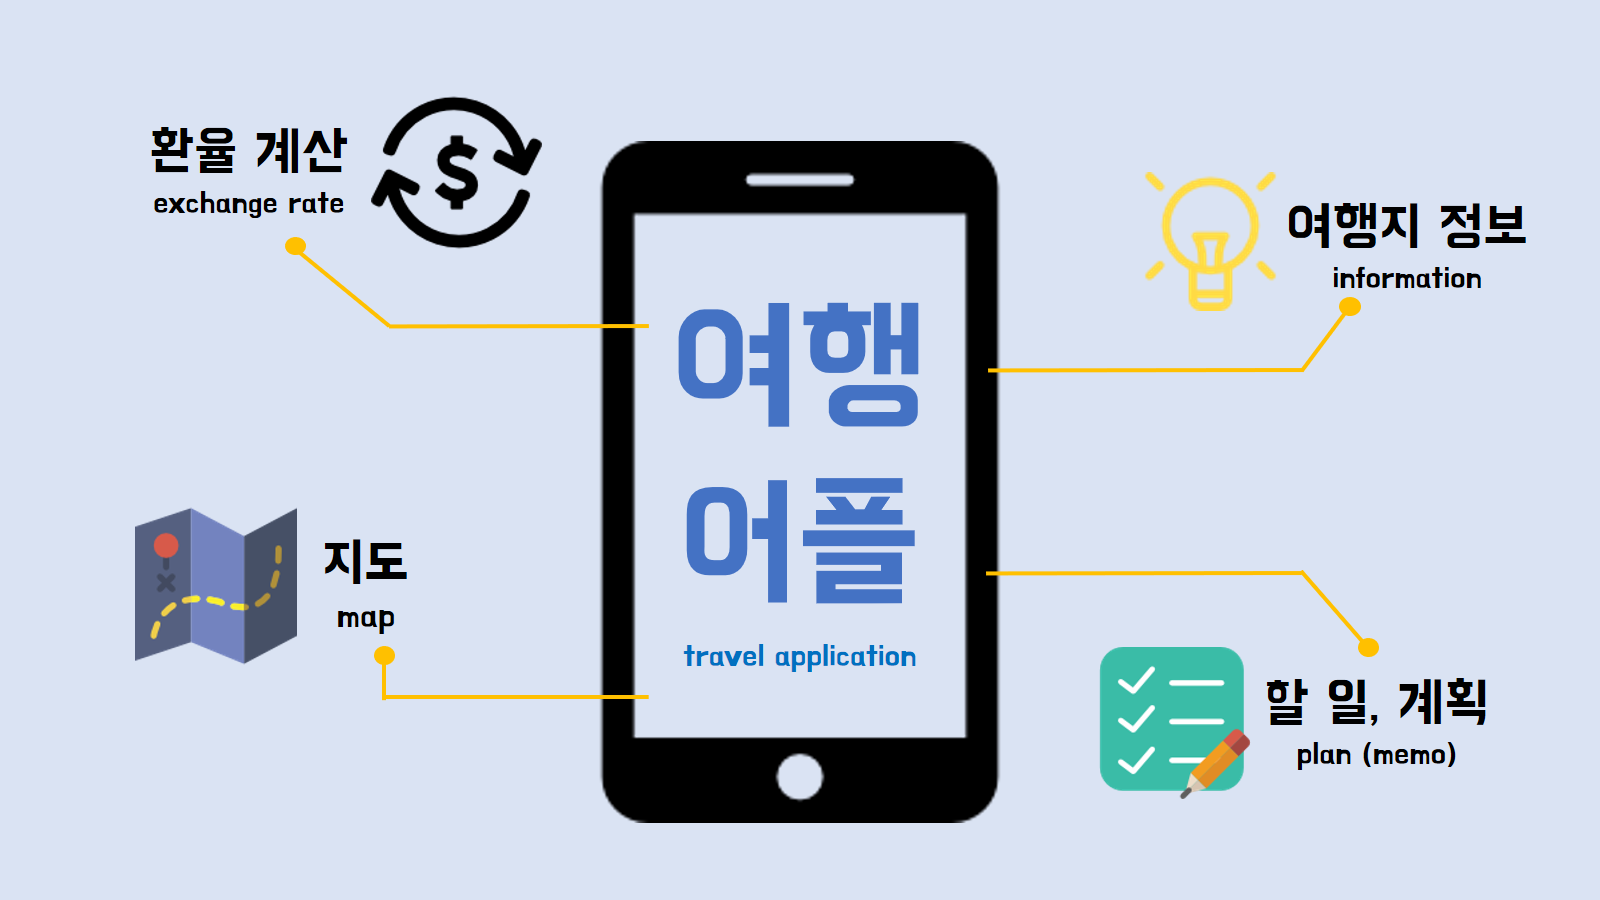 환율 계산
exchange rate
여행지 정보
information
여행
어플
travel application
지도
map
할 일, 계획
plan (memo)